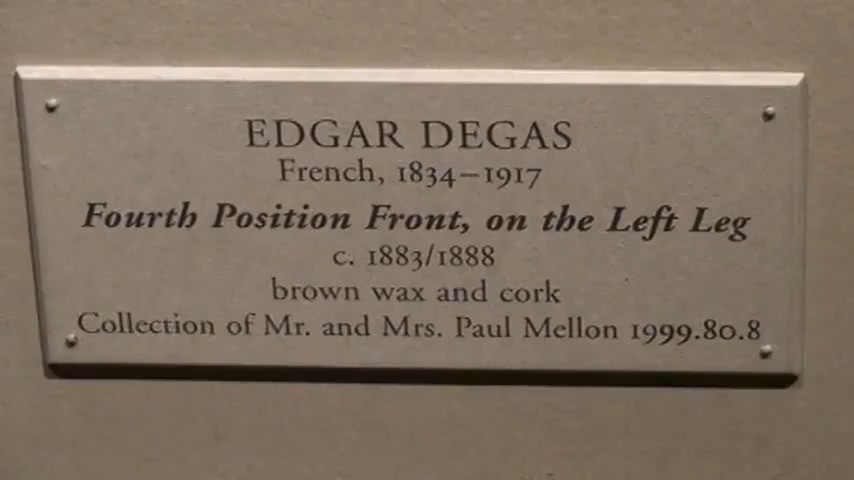 EDGAR DEGAS
French, 1834–1917
Fourth Position Front, on the Left Leg
c. 1883/1888
brown wax and cork
Collection of Mr. and Mrs. Paul Mellon 1999.80.8